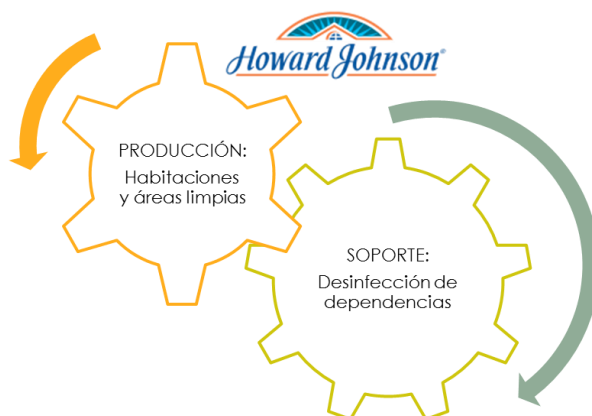 Howard Johnson®
PRODUCCIÓN:
Habitaciones
y áreas limpias
SOPORTE:
Desinfección de
dependencias